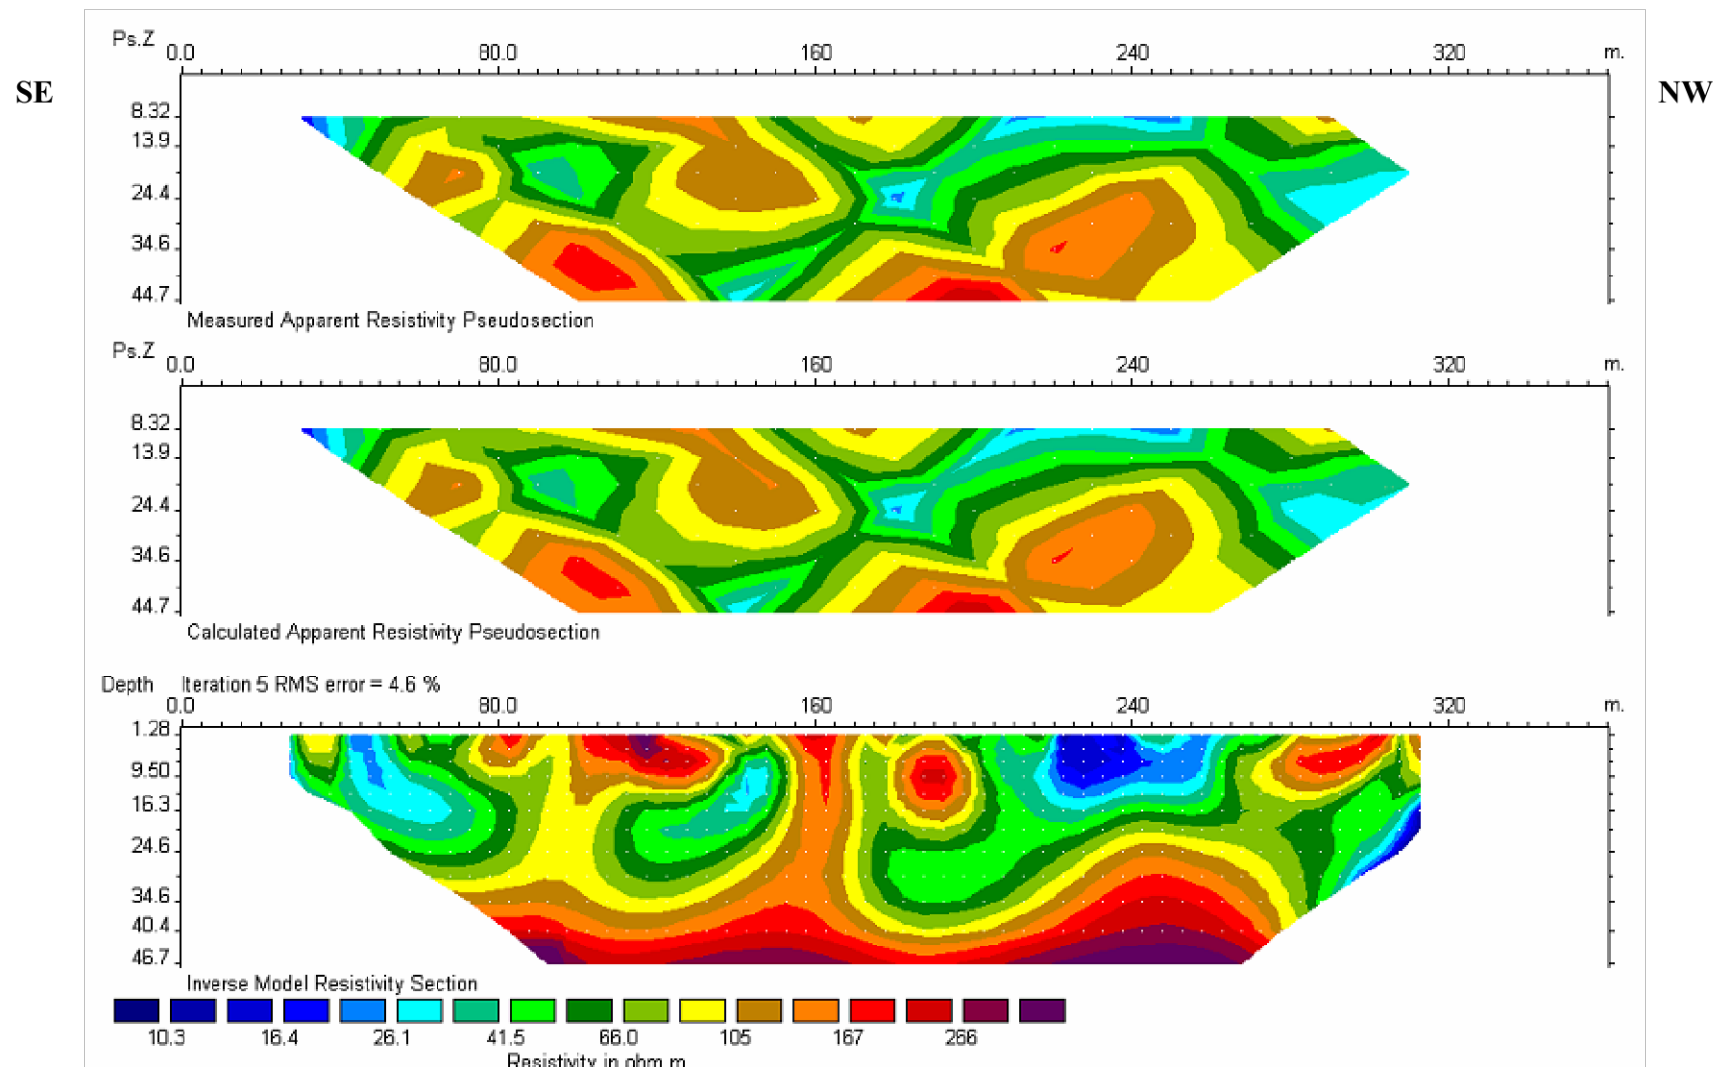 Ps.Z 0.0 80.0 160 240 320 m.
SE
NW
8.32
13.9
24.4
34.6
44.7
Measured Apparent Resistivity Pseudosection
Ps.Z 0.0 80.0 160 240 320 m.
8.32
13.9
24.4
34.6
44.7
Calculated Apparent Resistivity Pseudosection
Depth Iteration 5 RMS error = 4.6 %
0.0 80.0 160 240 320 m.
1.28
9.50
16.3
24.6
34.6
40.4
46.7
Inverse Model Resistivity Section
10.3 16.4 26.1 41.5 66.0 105 167 266
Resistivity in ohm.m